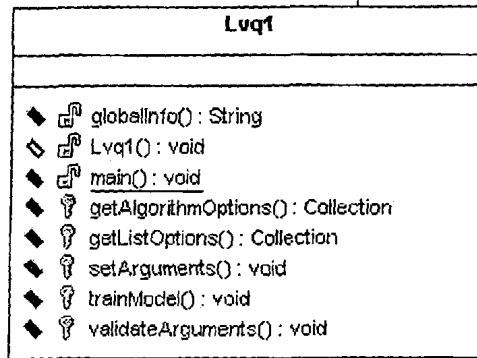 Lvq1
globalInfo() : String
Lvq1() : void
main() : void
getAlgorithmOptions() : Collection
getListOptions() : Collection
setArguments() : void
trainModel() : void
validateArguments() : void